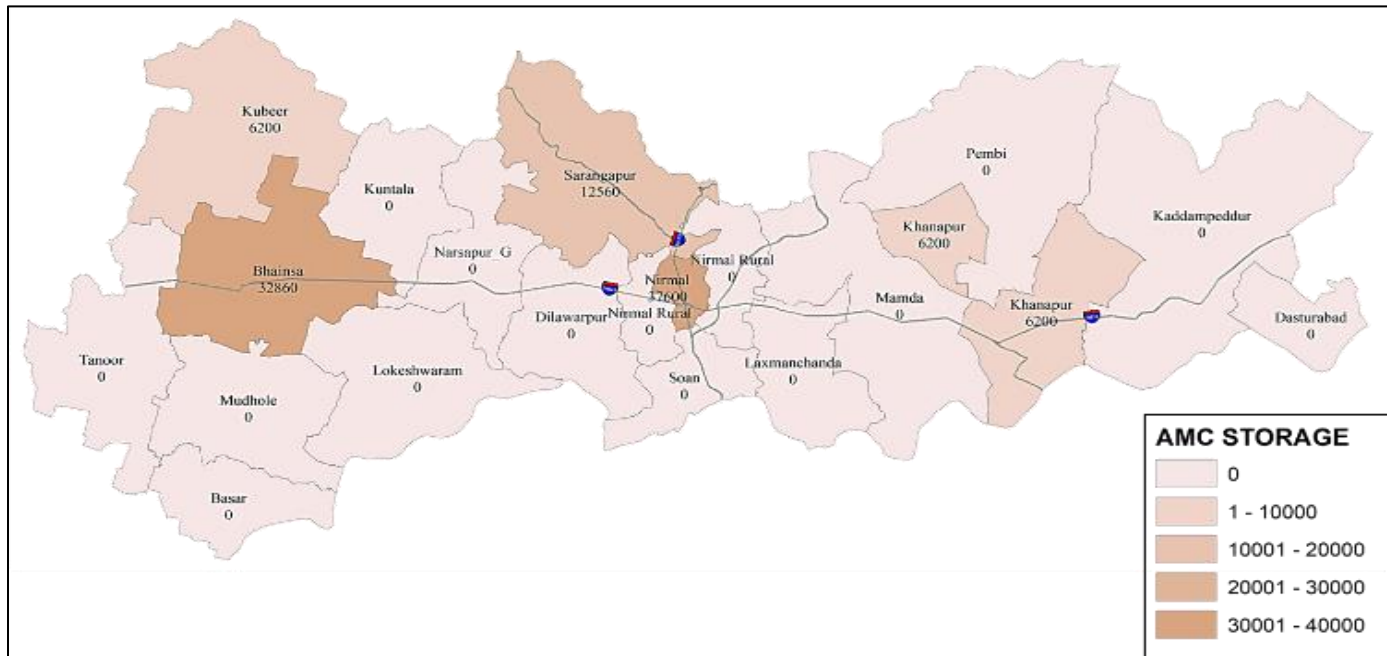 Kubeer
6200
Kuntala
0
Sarangapur
12560
Pembi
0
Kaddampeddur
0
Khanapur
6200
Narsapur G
0
Nirmal Rural
0
Bhainsa
32860
Nirmal
Dilawarpur
0
Nirmal Rural
0
Mamda
0
Khanapur
6200
Dasturabad
0
Tanoor
0
Lokeshwaram
0
Laxmanchanda
0
Soan
0
Mudhole
0
Basar
0
AMC STORAGE
0
1 - 10000
10001 - 20000
20001 - 30000
30001 - 40000